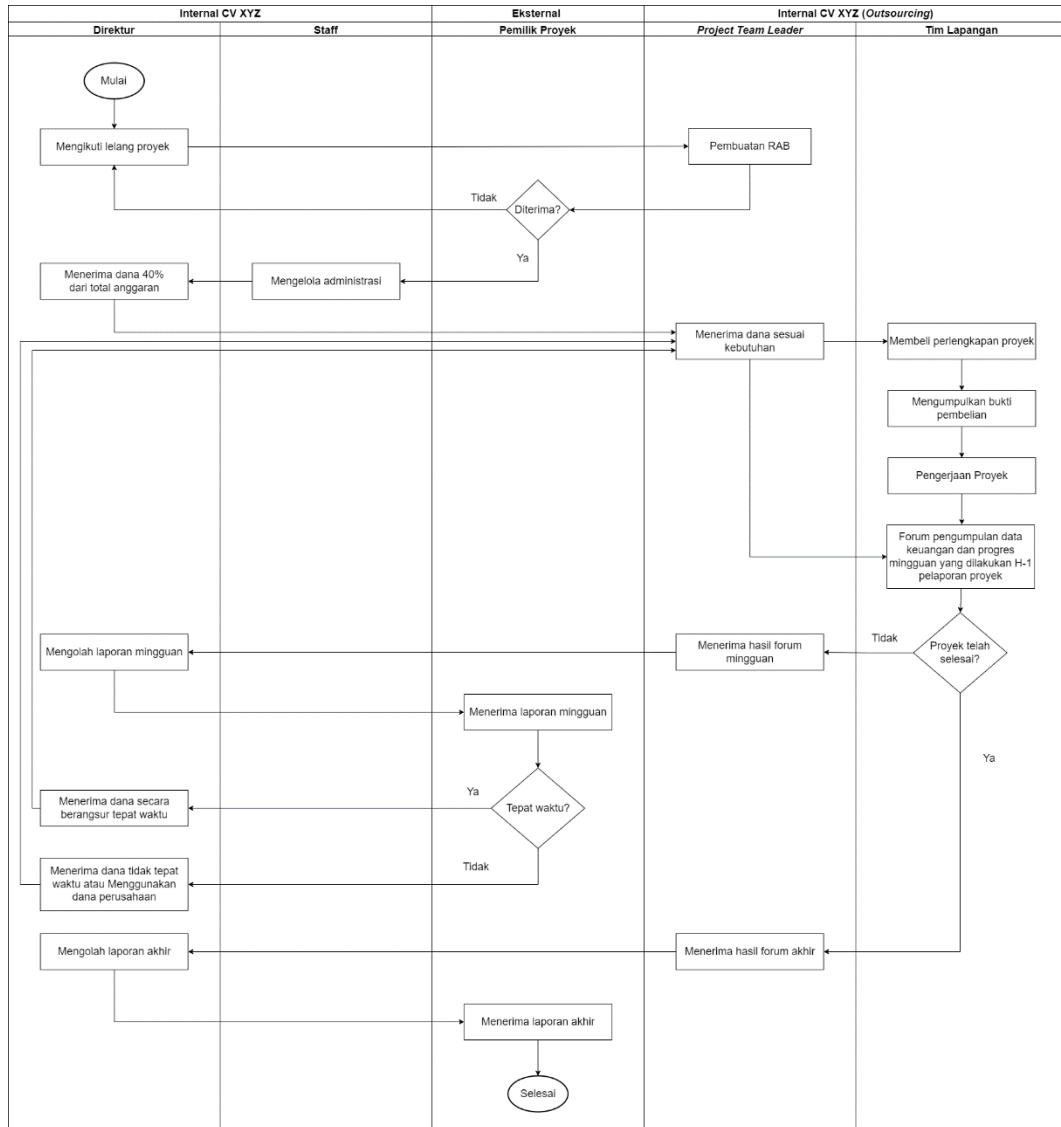 Internal CV XYZ
Eksternal
Internal CV XYZ (Outsourcing)
Direktur
Staff
Pemilik Proyek
Project Team Leader
Tim Lapangan
Mulai
Mengikuti lelang proyek
Pembuatan RAB
Tidak
Diterima?
Ya
Menerima dana 40%
dari total anggaran
Mengelola administrasi
Menerima dana sesuai
kebutuhan
Membeli perlengkapan proyek
Mengumpulkan bukti
pembelian
Pengerjaan Proyek
Forum pengumpulan data
keuangan dan progres
mingguan yang dilakukan H-1
pelaporan proyek
Mengolah laporan mingguan
Menerima hasil forum
mingguan
Tidak
Proyek telah
selesai?
Menerima laporan mingguan
Ya
Menerima dana secara
berangsur tepat waktu
Ya
Tepat waktu?
Tidak
Menerima dana tidak tepat
waktu atau Menggunakan
dana perusahaan
Mengolah laporan akhir
Menerima hasil forum akhir
Menerima laporan akhir
Selesai